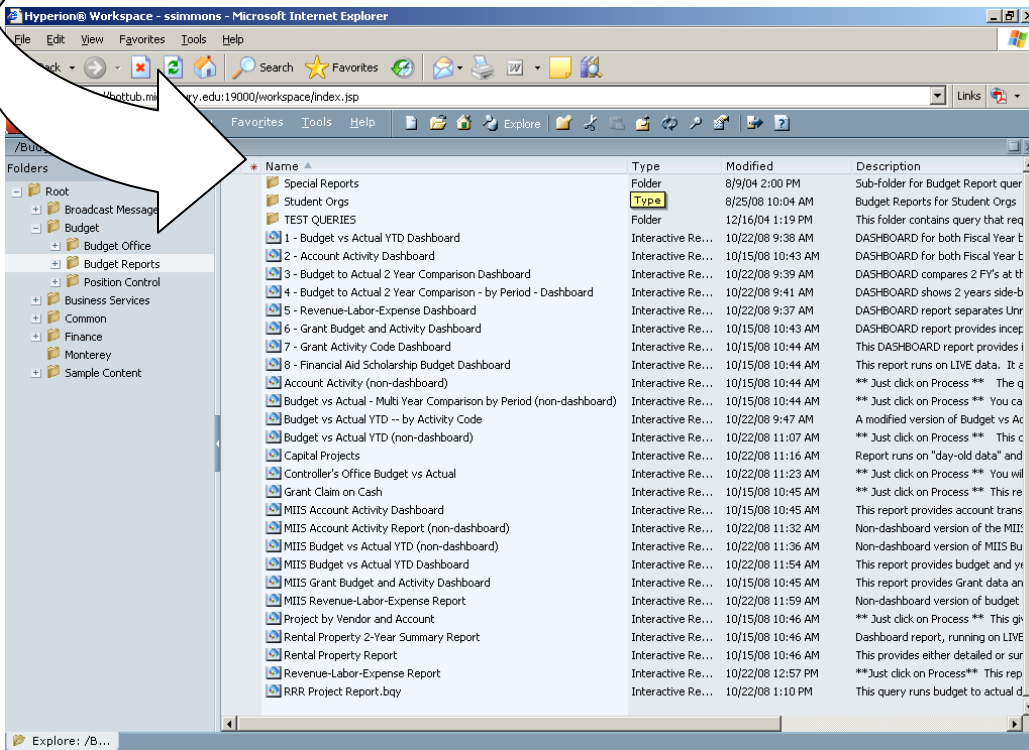 Hyperion® Workspace - ssimmons - Microsoft Internet Explorer
File Edit View Favorites Tools Help
Search Favorites
:19000/workspace/index.jsp Links
Favorites Tools Help Explore
Folders
Root
Broadcast Message
Budget
Budget Office
Budget Reports
Position Control
Business Services
Common
Finance
Monterey
Sample Content
* Name Type Modified Description
Special Reports Folder 8/9/04 2:00 PM Sub-folder for Budget Report quer
Student Orgs Type 8/25/08 10:04 AM Budget Reports for Student Orgs
TEST QUERIES Folder 12/16/04 1:19 PM This folder contains query that req
1 - Budget vs Actual YTD Dashboard Interactive Re... 10/22/08 9:38 AM DASHBOARD for both Fiscal Year b
2 - Account Activity Dashboard Interactive Re... 10/15/08 10:43 AM DASHBOARD for both Fiscal Year b
3 - Budget to Actual 2 Year Comparison Dashboard Interactive Re... 10/22/08 9:39 AM DASHBOARD compares 2 FY's at th
4 - Budget to Actual 2 Year Comparison - by Period - Dashboard Interactive Re... 10/22/08 9:41 AM DASHBOARD shows 2 years side-b
5 - Revenue-Labor-Expense Dashboard Interactive Re... 10/22/08 9:37 AM DASHBOARD report separates Unr
6 - Grant Budget and Activity Dashboard Interactive Re... 10/15/08 10:43 AM DASHBOARD report provides incep
7 - Grant Activity Code Dashboard Interactive Re... 10/15/08 10:44 AM This DASHBOARD report provides i
8 - Financial Aid Scholarship Budget Dashboard Interactive Re... 10/15/08 10:44 AM This report runs on LIVE data. It a
Account Activity (non-dashboard) Interactive Re... 10/15/08 10:44 AM ** Just click on Process ** The q
Budget vs Actual - Multi Year Comparison by Period (non-dashboard) Interactive Re... 10/15/08 10:44 AM ** Just click on Process ** You ca
Budget vs Actual YTD -- by Activity Code Interactive Re... 10/22/08 9:47 AM A modified version of Budget vs Ac
Budget vs Actual YTD (non-dashboard) Interactive Re... 10/22/08 11:07 AM ** Just click on Process ** This c
Capital Projects Interactive Re... 10/22/08 11:16 AM Report runs on "day-old data" and
Controller's Office Budget vs Actual Interactive Re... 10/22/08 11:23 AM ** Just click on Process ** You wil
Grant Claim on Cash Interactive Re... 10/15/08 10:45 AM ** Just click on Process ** This re
MIIS Account Activity Dashboard Interactive Re... 10/15/08 10:45 AM This report provides account trans
MIIS Account Activity Report (non-dashboard) Interactive Re... 10/22/08 11:32 AM Non-dashboard version of the MIIS
MIIS Budget vs Actual YTD (non-dashboard) Interactive Re... 10/22/08 11:36 AM Non-dashboard version of MIIS Bu
MIIS Budget vs Actual YTD Dashboard Interactive Re... 10/22/08 11:54 AM This report provides budget and ye
MIIS Grant Budget and Activity Dashboard Interactive Re... 10/15/08 10:45 AM This report provides Grant data an
MIIS Revenue-Labor-Expense Report Interactive Re... 10/22/08 11:59 AM Non-dashboard version of budget
Project by Vendor and Account Interactive Re... 10/15/08 10:46 AM ** Just click on Process ** This giv
Rental Property 2-Year Summary Report Interactive Re... 10/15/08 10:46 AM Dashboard report, running on LIVE
Rental Property Report Interactive Re... 10/15/08 10:46 AM This provides either detailed or sur
Revenue-Labor-Expense Report Interactive Re... 10/22/08 12:57 PM **Just click on Process** This rep
RRR Project Report.bqy Interactive Re... 10/22/08 1:10 PM This query runs budget to actual d
Explore: /B...